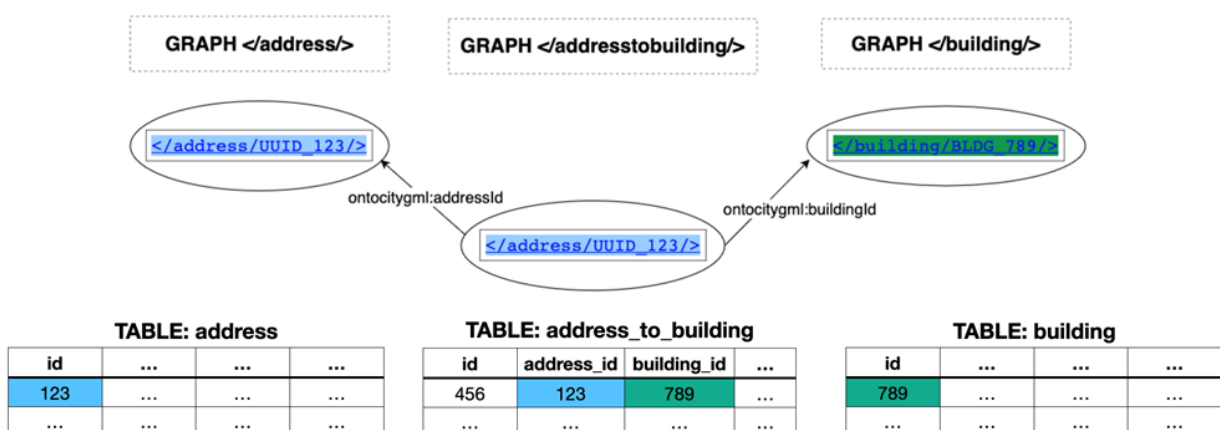 GRAPH </address/>
GRAPH </addresstobuilding/>
GRAPH </building/>
</address/UUID_123/>
</building/BLDG_789/>
ontocitygml:addressId
ontocitygml:buildingId
</address/UUID_123/>
TABLE: address
TABLE: address_to_building
TABLE: building
id ... ... ...
123 ... ... ...
... ... ... ...
id address_id building_id ...
456 123 789 ...
... ... ... ...
id ... ... ...
789 ... ... ...
... ... ... ...